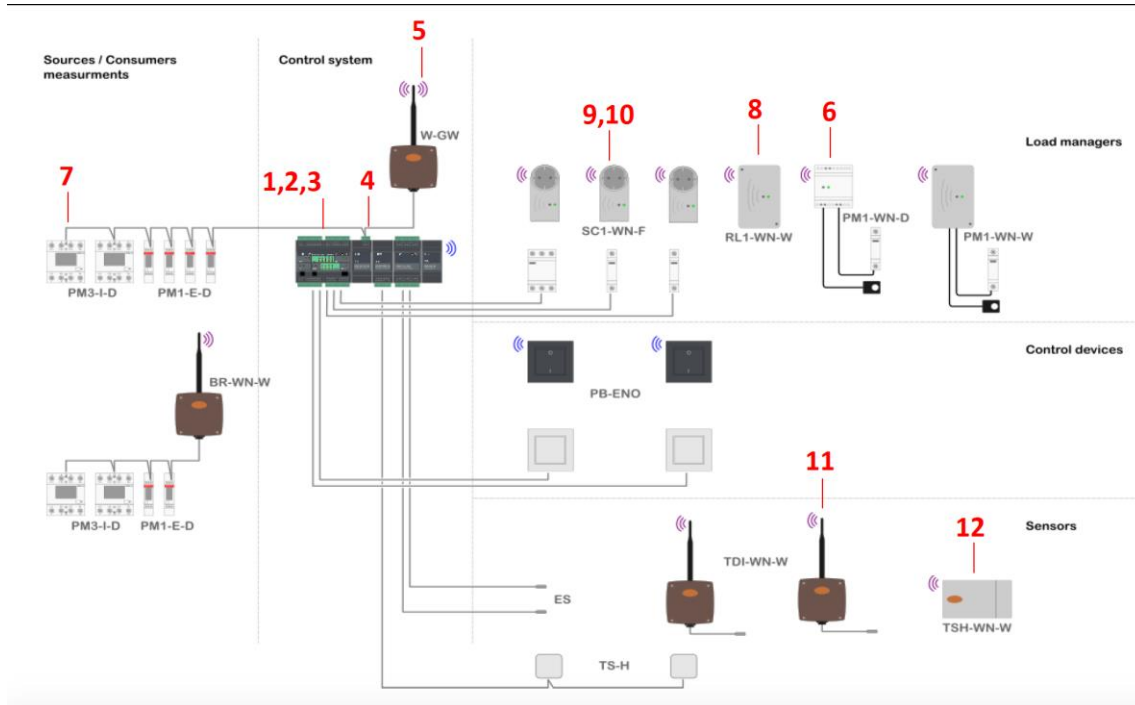 Sources / Consumers
measurments
Control system
5
W-GW
9,10
8
6
Load managers
7
1,2,3
4
SC1-WN-F
RL1-WN-W
PM1-WN-D
PM1-WN-W
PM3-I-D
PM1-E-D
Control devices
BR-WN-W
PB-ENO
PM3-I-D
PM1-E-D
11
12
Sensors
TDI-WN-W
ES
TSH-WN-W
TS-H